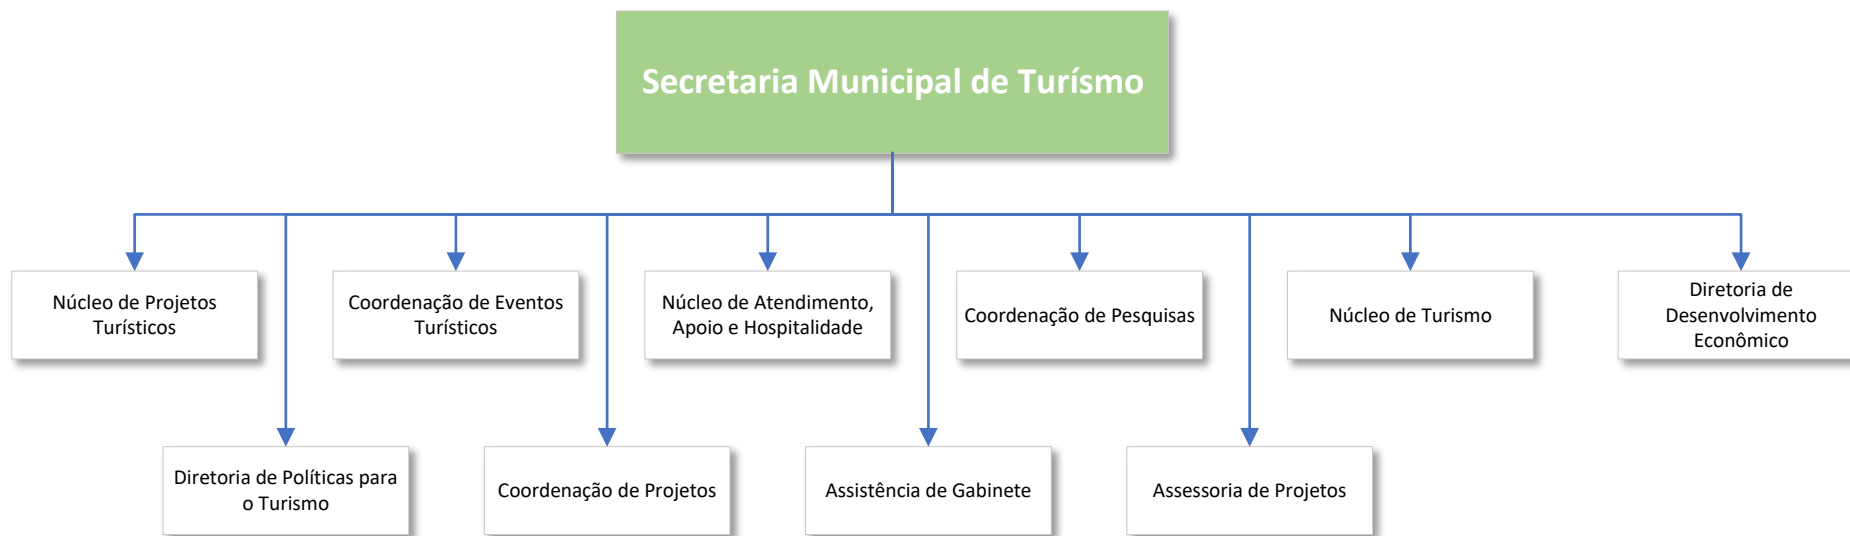 Secretaria Municipal de Turísmo
Núcleo de Projetos
Turísticos
Coordenação de Eventos
Turísticos
Núcleo de Atendimento,
Apoio e Hospitalidade
Coordenação de Pesquisas
Núcleo de Turismo
Diretoria de
Desenvolvimento
Econômico
Diretoria de Políticas para
o Turismo
Coordenação de Projetos
Assistência de Gabinete
Assessoria de Projetos